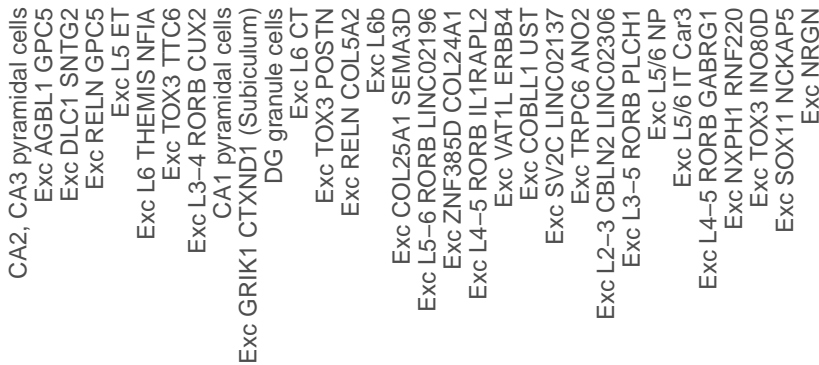 CA2, CA3 pyramidal cells
Exc AGBL1 GPC5
Exc DLC1 SNTG2
Exc RELN GPC5
Exc L5 ET
Exc L6 THEMIS NFIA
Exc TOX3 TTC6
Exc L3–4 RORB CUX2
CA1 pyramidal cells
Exc GRIK1 CTXND1 (Subiculum)
DG granule cells
Exc L6 CT
Exc TOX3 POSTN
Exc RELN COL5A2
Exc L6b
Exc COL25A1 SEMA3D
Exc L5–6 RORB LINC02196
Exc ZNF385D COL24A1
Exc L4–5 RORB IL1RAPL2
Exc VAT1L ERBB4
Exc COBLL1 UST
Exc SV2C LINC02137
Exc TRPC6 ANO2
Exc L2–3 CBLN2 LINC02306
Exc L3–5 RORB PLCH1
Exc L5/6 NP
Exc L5/6 IT Car3
Exc L4–5 RORB GABRG1
Exc NXPH1 RNF220
Exc TOX3 INO80D
Exc SOX11 NCKAP5
Exc NRGN